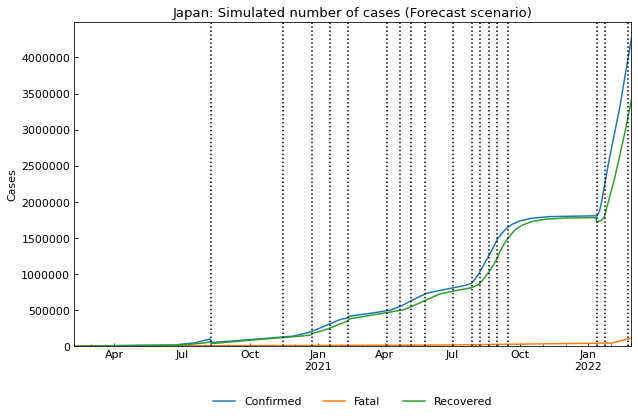 Japan: Simulated number of cases (Forecast scenario)
Cases
4000000
3500000
3000000
2500000
2000000
1500000
1000000
500000
0
Apr Jul Oct Jan Apr Jul Oct Jan
2021 2022
Confirmed Fatal Recovered